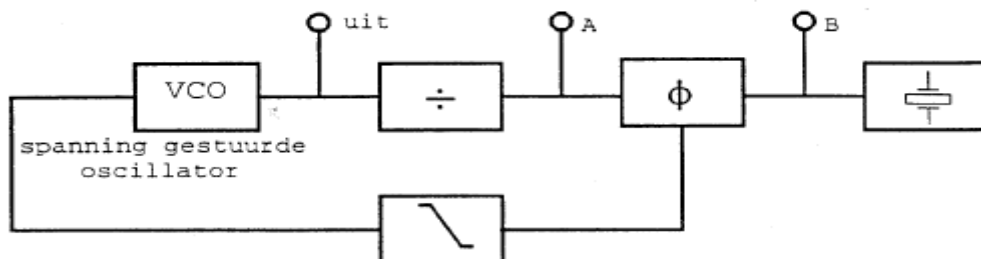 uit
A
B
VCO
÷
ϕ
spanning gestuurde
oscillator